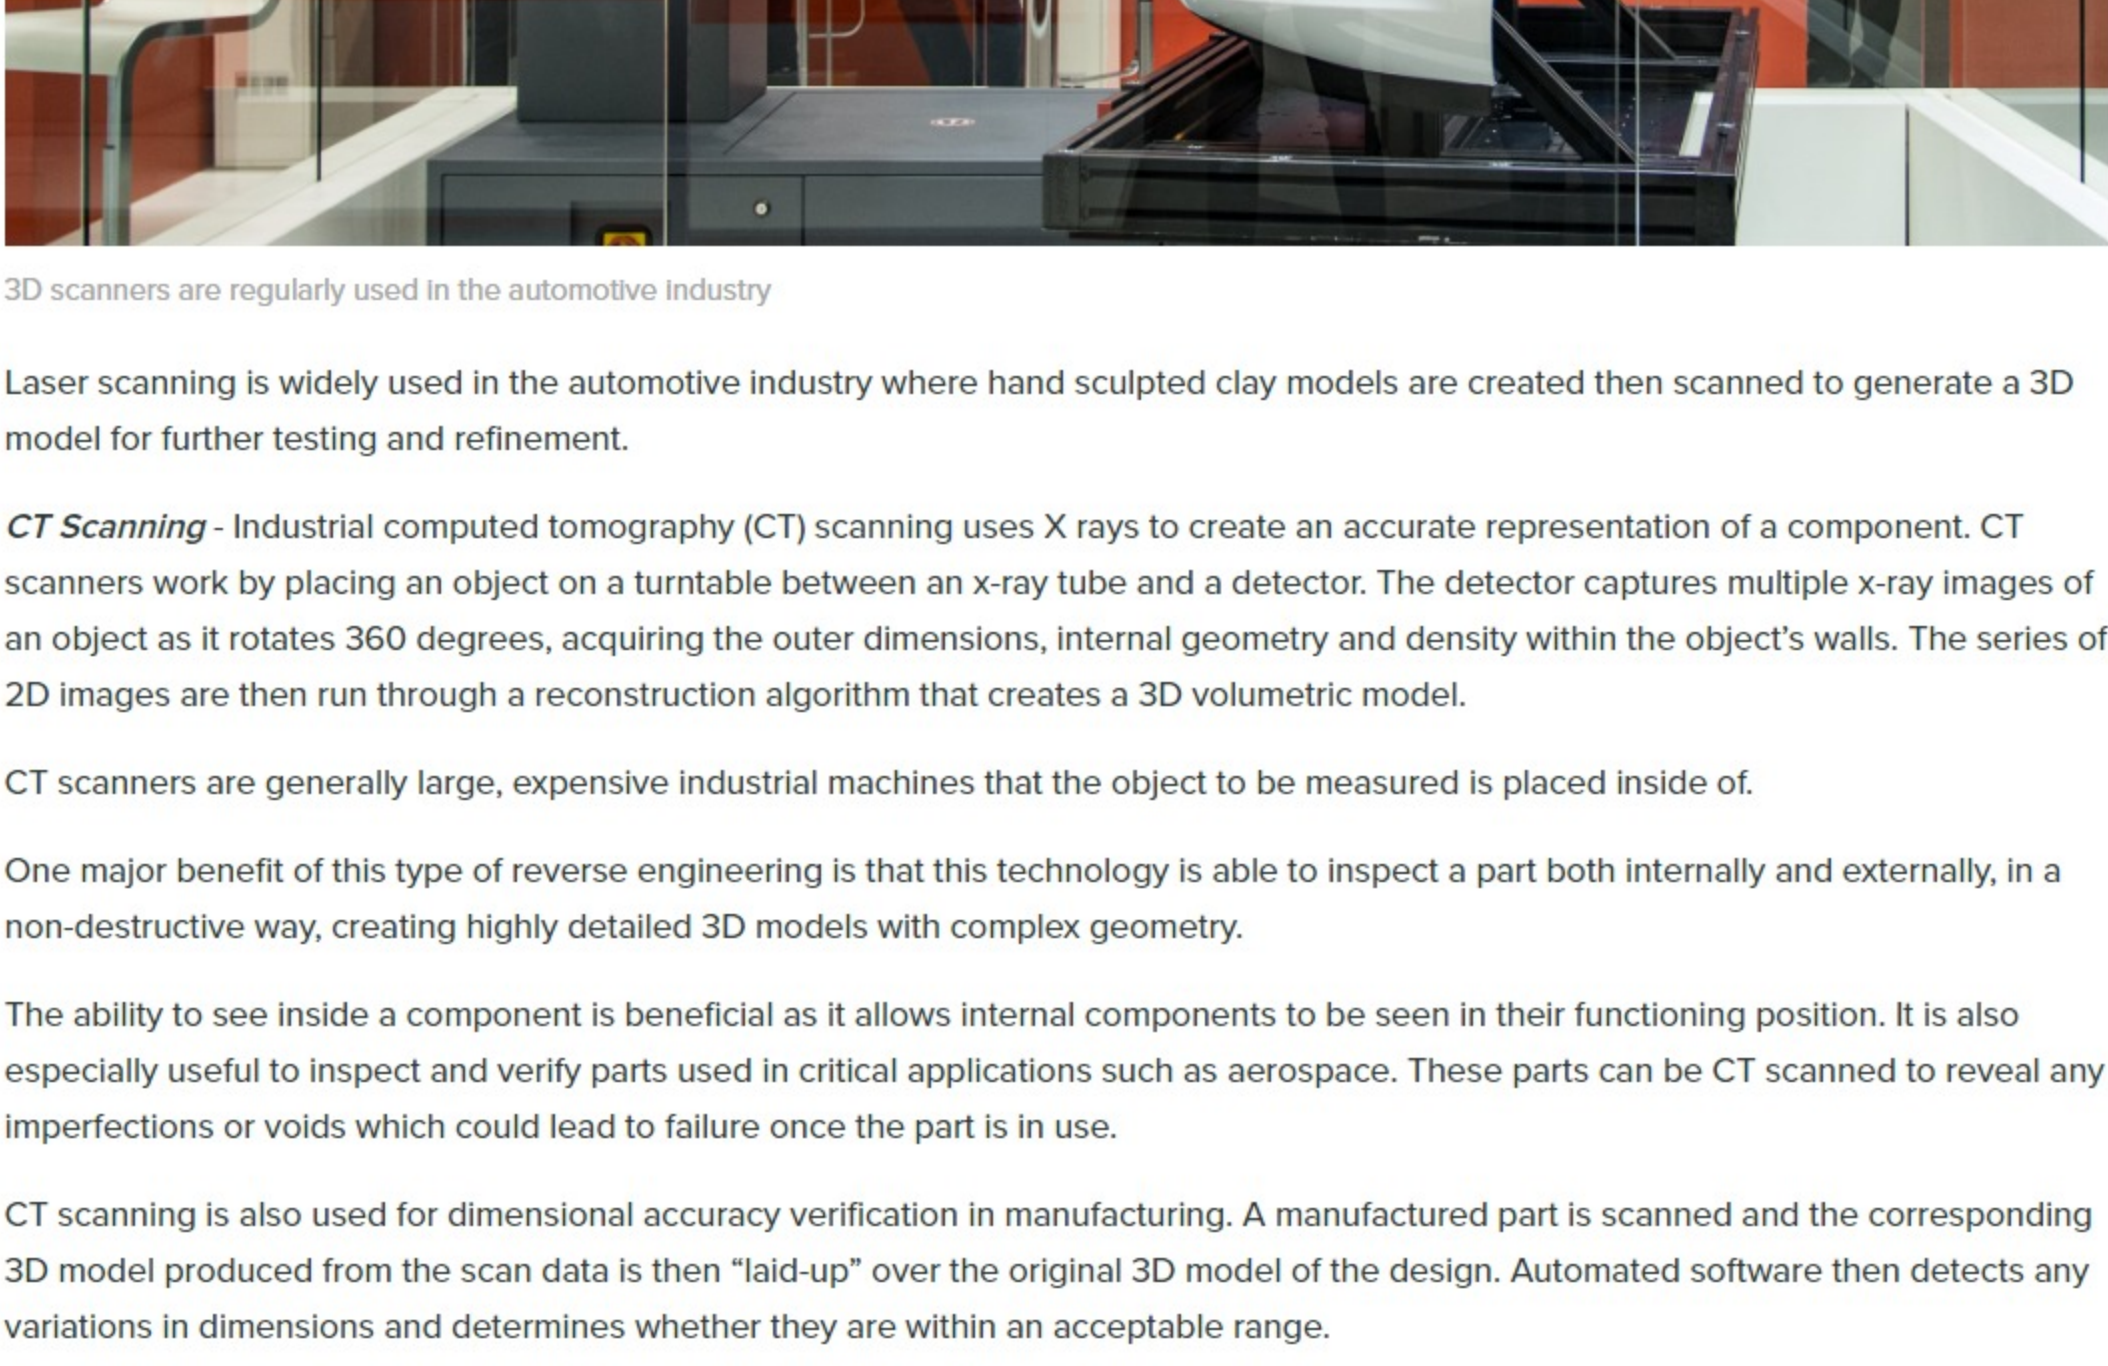 3D scanners are regularly used in the automotive industry
Laser scanning is widely used in the automotive industry where hand sculpted clay models are created then scanned to generate a 3D
model for further testing and refinement.
CT Scanning - Industrial computed tomography (CT) scanning uses X rays to create an accurate representation of a component. CT
scanners work by placing an object on a turntable between an x-ray tube and a detector. The detector captures multiple x-ray images of
an object as it rotates 360 degrees, acquiring the outer dimensions, internal geometry and density within the object’s walls. The series of
2D images are then run through a reconstruction algorithm that creates a 3D volumetric model.
CT scanners are generally large, expensive industrial machines that the object to be measured is placed inside of.
One major benefit of this type of reverse engineering is that this technology is able to inspect a part both internally and externally, in a
non-destructive way, creating highly detailed 3D models with complex geometry.
The ability to see inside a component is beneficial as it allows internal components to be seen in their functioning position. It is also
especially useful to inspect and verify parts used in critical applications such as aerospace. These parts can be CT scanned to reveal any
imperfections or voids which could lead to failure once the part is in use.
CT scanning is also used for dimensional accuracy verification in manufacturing. A manufactured part is scanned and the corresponding
3D model produced from the scan data is then “laid-up” over the original 3D model of the design. Automated software then detects any
variations in dimensions and determines whether they are within an acceptable range.